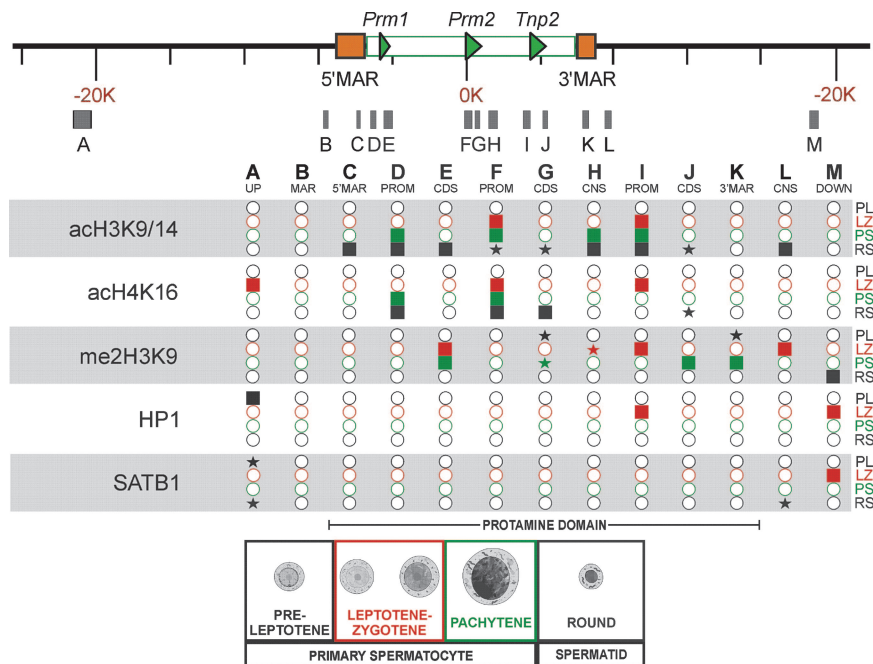 Prm1 Prm2 Tnp2
5'MAR 3'MAR
-20K 0K -20K
A B C D E F G H I J K L M
A B C D E F G H I J K L M
UP MAR 5'MAR PROM CDS PROM CDS CNS PROM CDS 3'MAR CNS DOWN
acH3K9/14 PL
LZ
PS
RS
acH4K16 PL
LZ
PS
RS
me2H3K9 PL
LZ
PS
RS
HP1 PL
LZ
PS
RS
SATB1 PL
LZ
PS
RS
PROTAMINE DOMAIN
PRE- LEPTOTENE-
LEPTOTENE ZYGOTENE PACHYTENE ROUND
PRIMARY SPERMATOCYTE SPERMATID